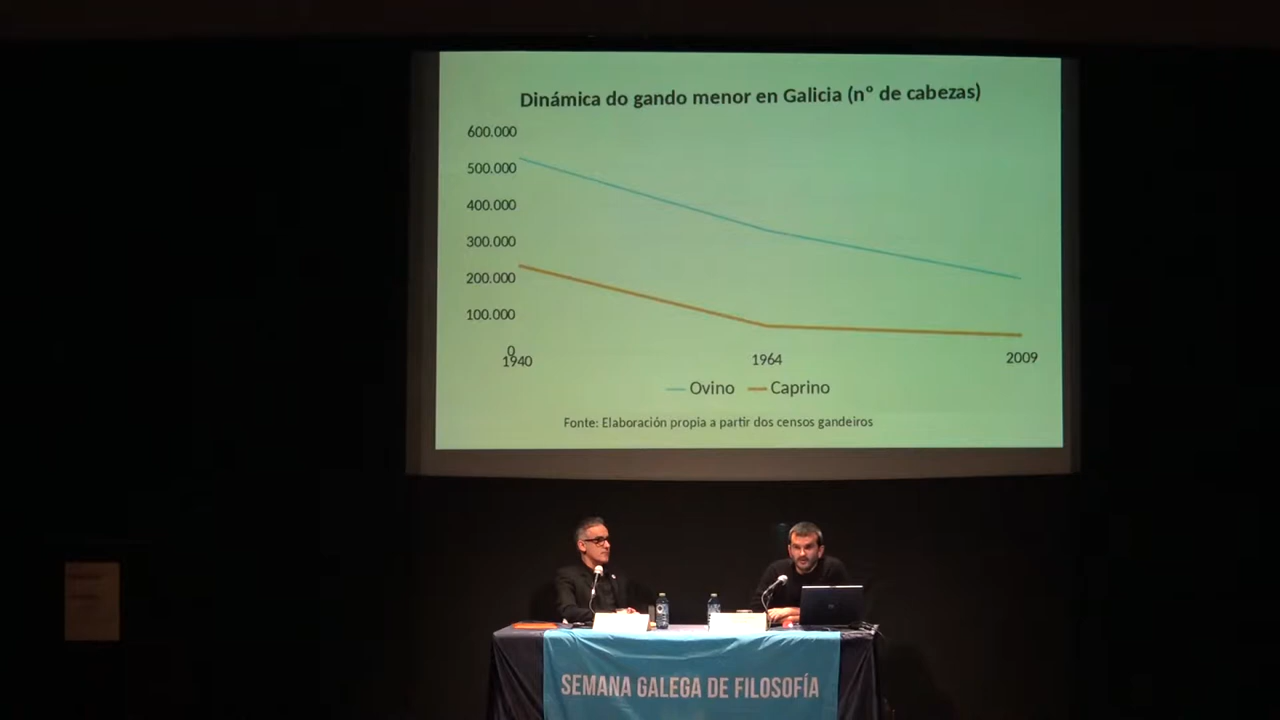 Dinámica do gando menor en Galicia (nº de cabezas)
600.000
500.000
400.000
300.000
200.000
100.000
0
1940
1964
2009
Ovino
Caprino
Fonte: Elaboración propia a partir dos censos gandeiros
SEMANA GALEGA DE FILOSOFÍA